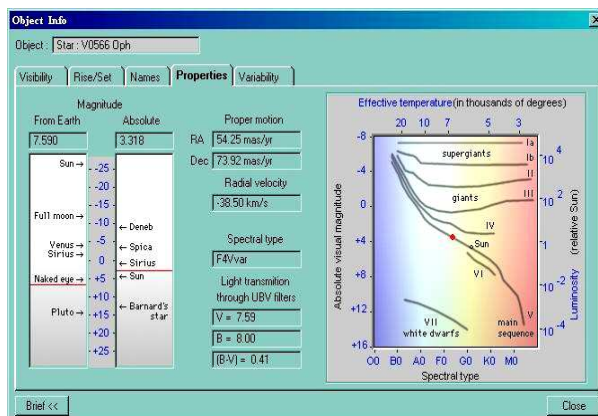 Object Info
Object : Star : V0566 Oph
Visibility Rise/Set Names Properties Variability
Magnitude
From Earth Absolute
7.590 3.318
Sun
Full moon
Venus
Sirius
Naked eye
Pluto
-25
-20
-15
-10
-5
0
+5
+10
+15
+20
+25
Deneb
Spica
Sirius
Sun
Barnard's
star
Proper motion
RA 54.25 mas/yr
Dec 73.92 mas/yr
Radial velocity
-38.50 km/s
Spectral type
F4Vvar
Light transmition
through UBV filters
V = 7.59
B = 8.00
(B-V) = 0.41
Effective temperature (in thousands of degrees)
20 10 7 5 3
Absolute visual magnitude
-8
-4
0
+4
+8
+12
+16
supergiants
giants
Sun
VII
white dwarfs
main
sequence
Ia
Ib
II
III
IV
VI
V
10 4
10 2
1
10 -2
10 -4
Luminosity (relative Sun)
O0 B0 A0 F0 G0 K0 M0
Spectral type
Brief << Close